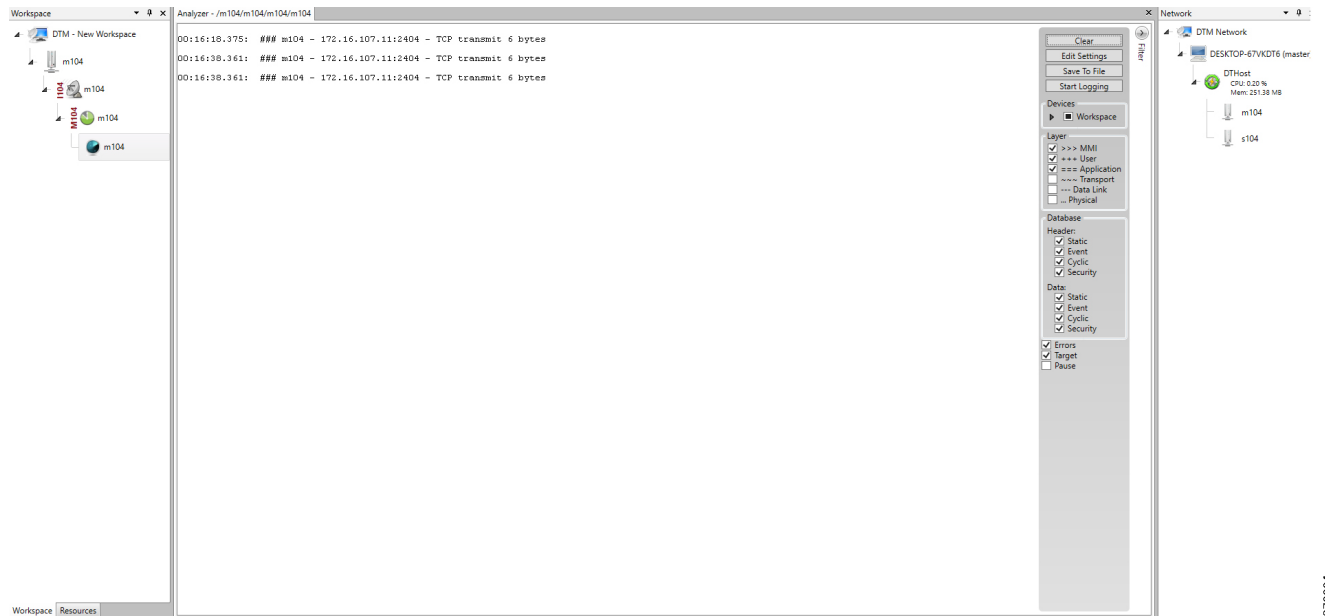 Workspace
DTM - New Workspace
m104
I104 m104
M104 m104
m104
Workspace Resources
Analyzer - /m104/m104/m104/m104
00:16:18.375: ### m104 - 172.16.107.11:2404 - TCP transmit 6 bytes
00:16:38.361: ### m104 - 172.16.107.11:2404 - TCP transmit 6 bytes
00:16:38.361: ### m104 - 172.16.107.11:2404 - TCP transmit 6 bytes
Clear
Edit Settings
Save To File
Start Logging
Devices
Workspace
Layer
>>> MMI
+++ User
=== Application
~~~ Transport
--- Data Link
... Physical
Database
Header:
Static
Event
Cyclic
Security
Data:
Static
Event
Cyclic
Security
Errors
Target
Pause
Filter
Network
DTM Network
DESKTOP-67VKDT6 (master
DTHost
CPU: 0.20 %
Mem: 251.38 MB
m104
s104